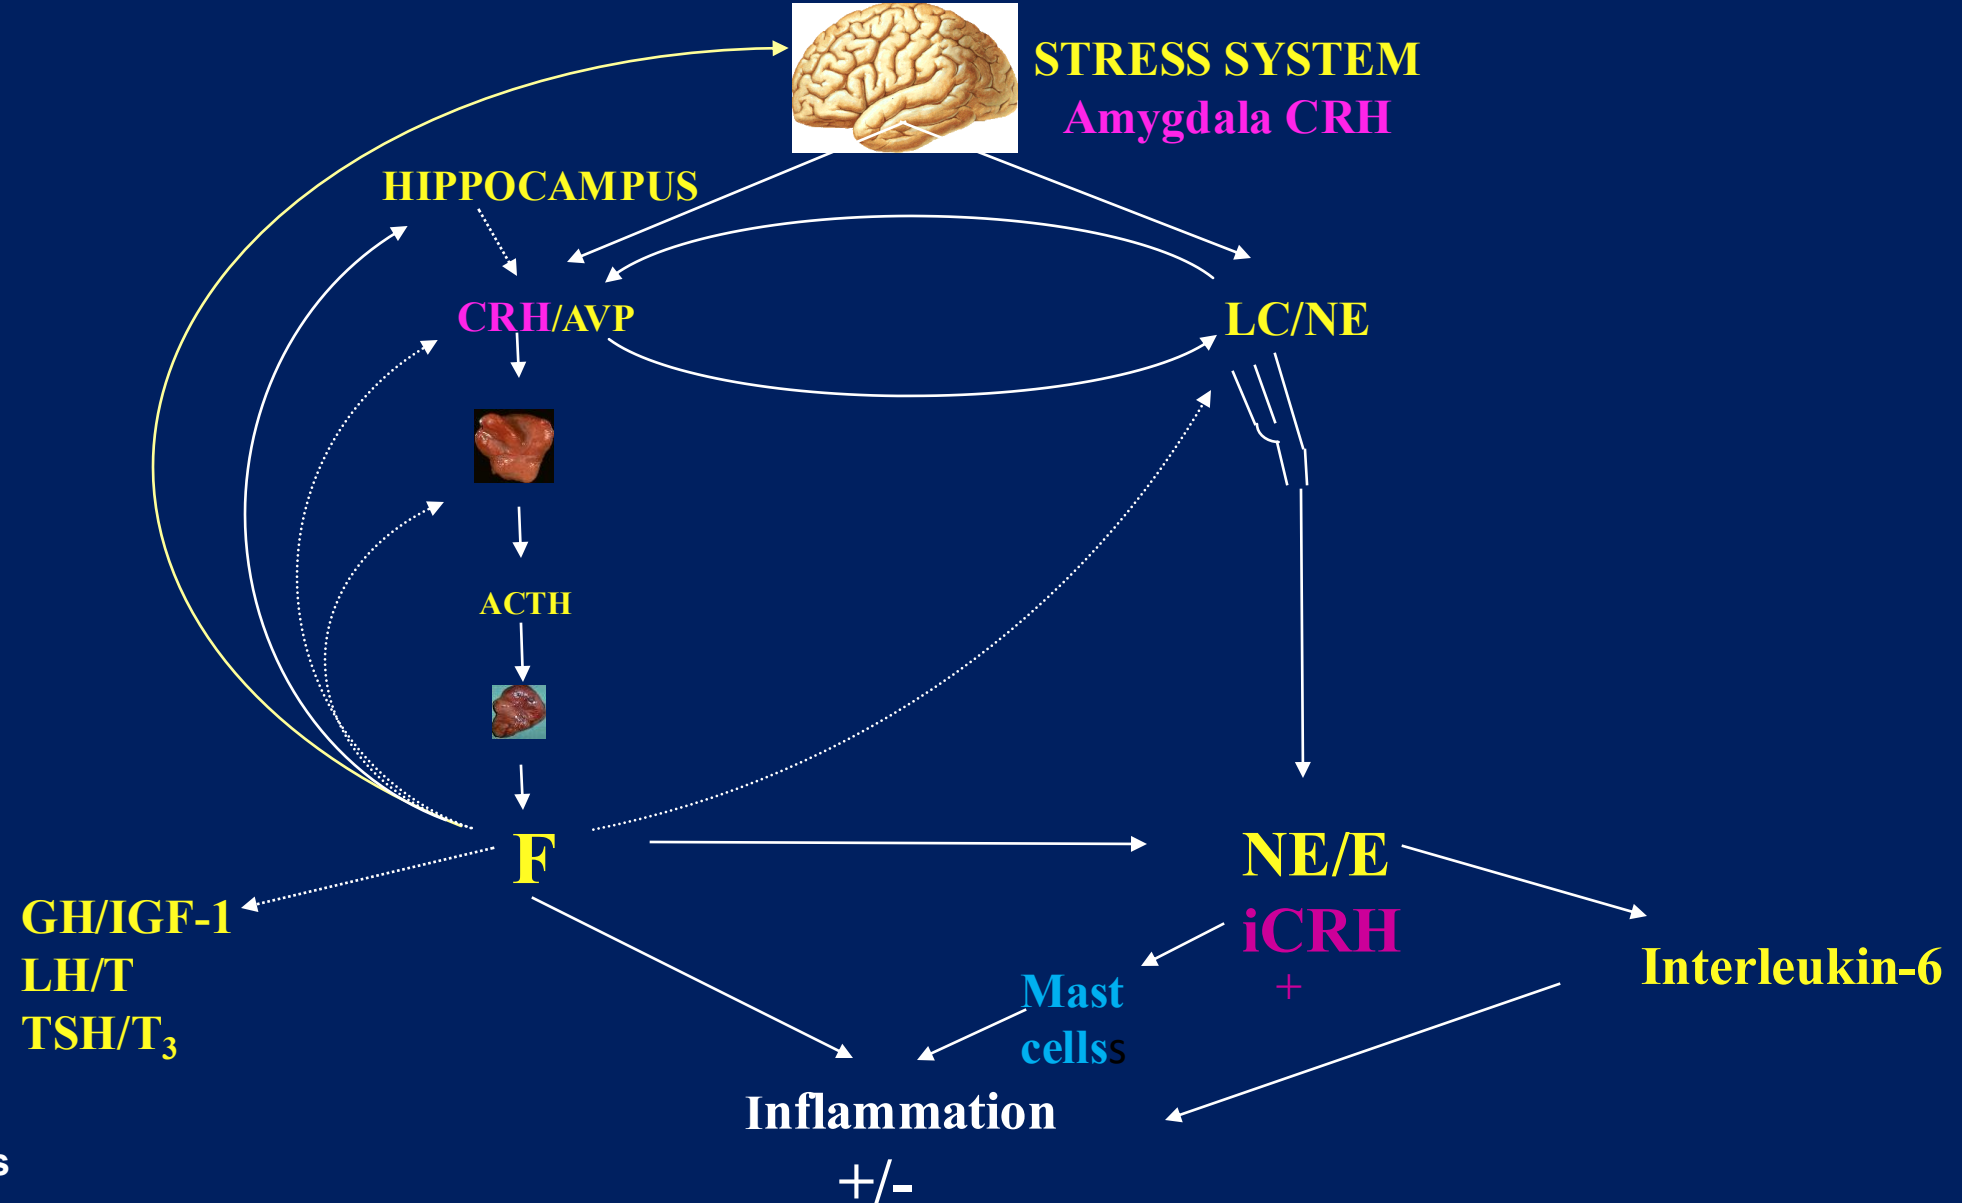 STRESS SYSTEM
Amygdala CRH
HIPPOCAMPUS
CRH/AVP
LC/NE
ACTH
F
NE/E
iCRH
+
GH/IGF-1
LH/T
TSH/T₃
Mast
cellss
Interleukin-6
Inflammation
+/-
s